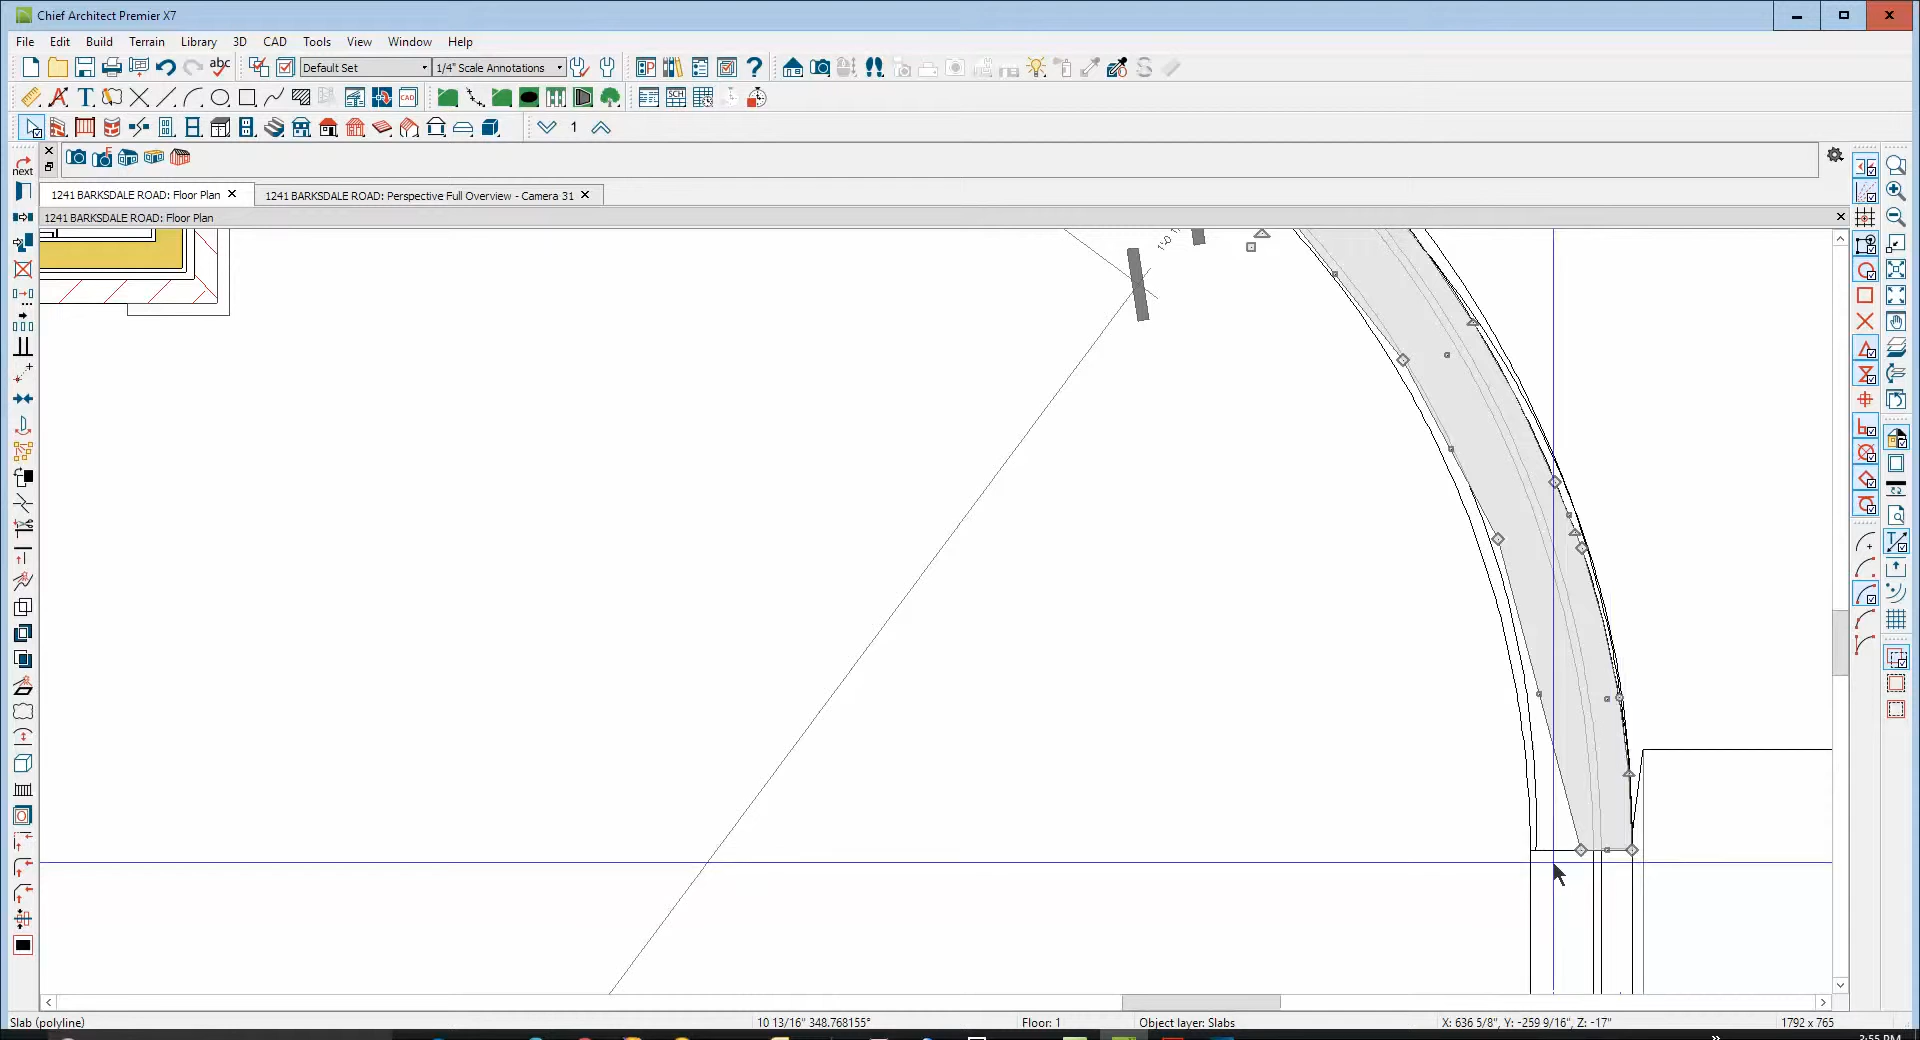 Chief Architect Premier X7
File Edit Build Terrain Library 3D CAD Tools View Window Help
abc Default Set 1/4" Scale Annotations ?
T CAD SCH
1
next
1241 BARKSDALE ROAD: Floor Plan 1241 BARKSDALE ROAD: Perspective Full Overview - Camera 31
1241 BARKSDALE ROAD: Floor Plan
Slab (polyline) 10 13/16" 348.768155° Floor: 1 Object layer: Slabs X: 636 5/8", Y: -259 9/16", Z: -17" 1792 x 765